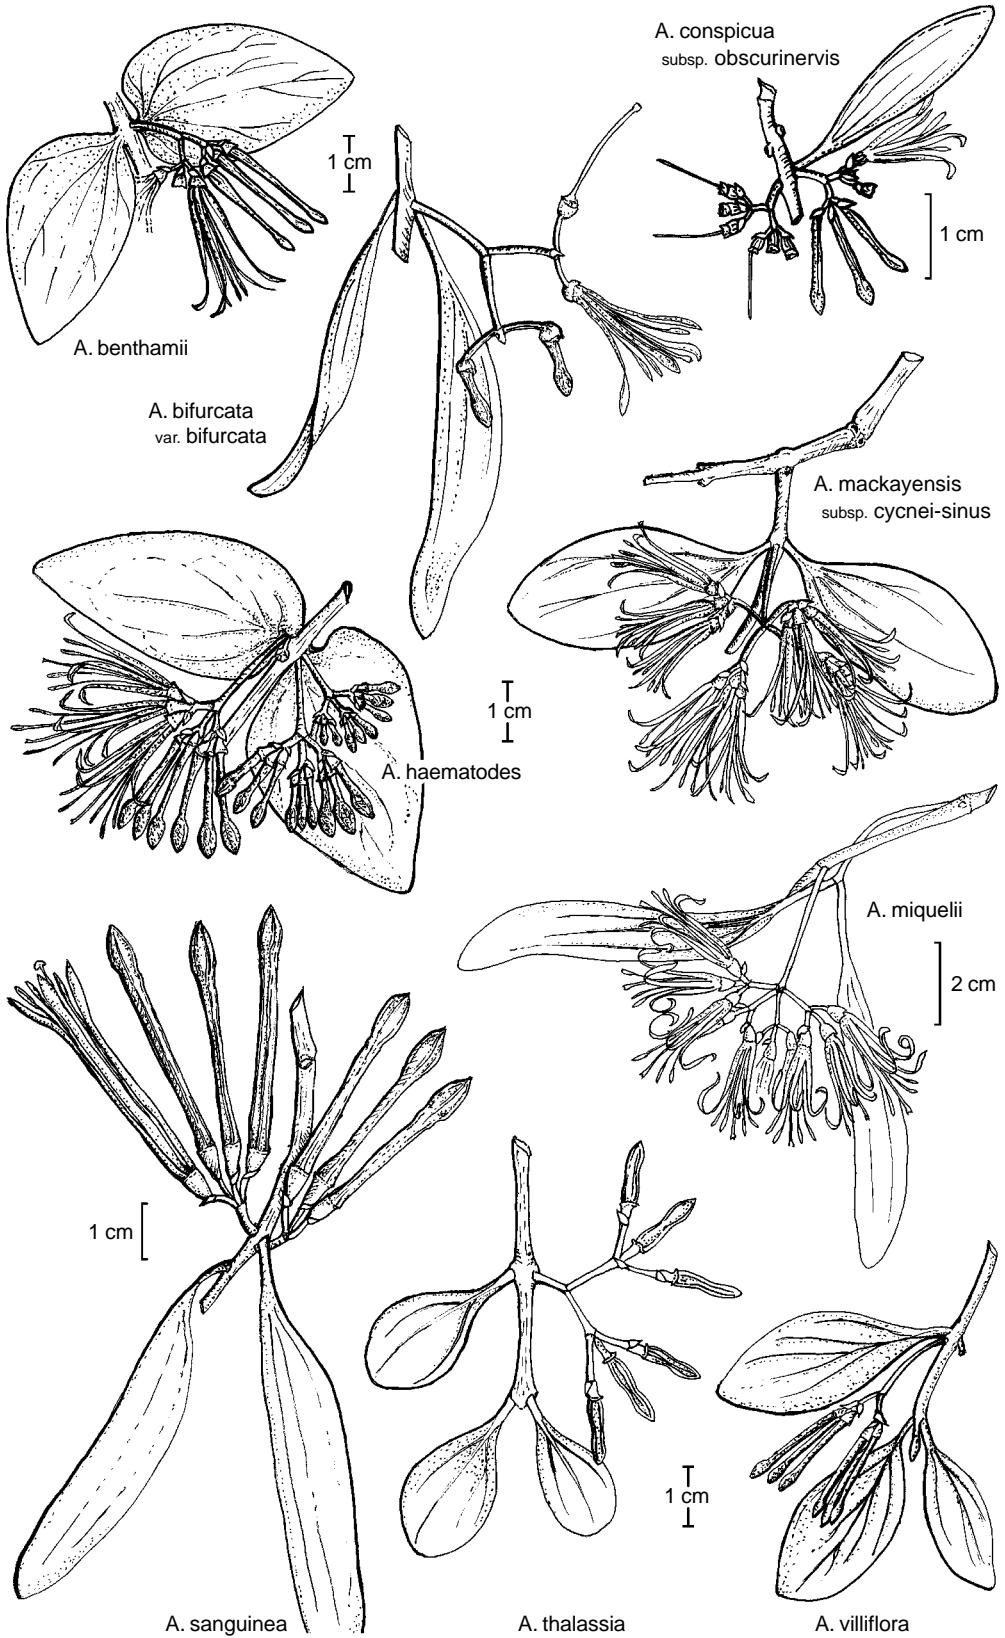 A. conspicua
subsp. obscurinervis
1 cm
1 cm
A. benthamii
A. bifurcata
var. bifurcata
A. mackayensis
subsp. cycnei-sinus
1 cm
A. haematodes
A. miquelii
2 cm
1 cm
1 cm
A. sanguinea
A. thalassia
A. villiflora